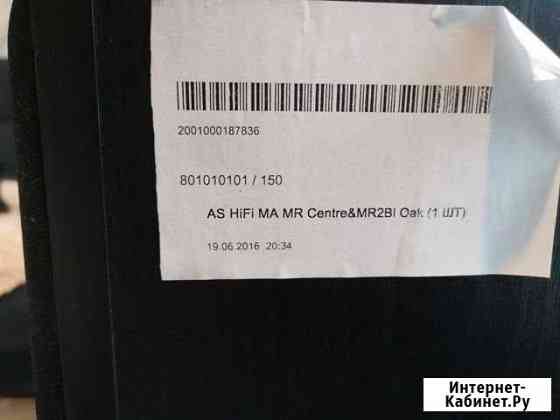 2001000187836
801010101 / 150
AS HiFi MA MR Centre&MR2Bl Oak (1 ШТ)
19.06.2016 20:34
Интернет-
Кабинет.Ру